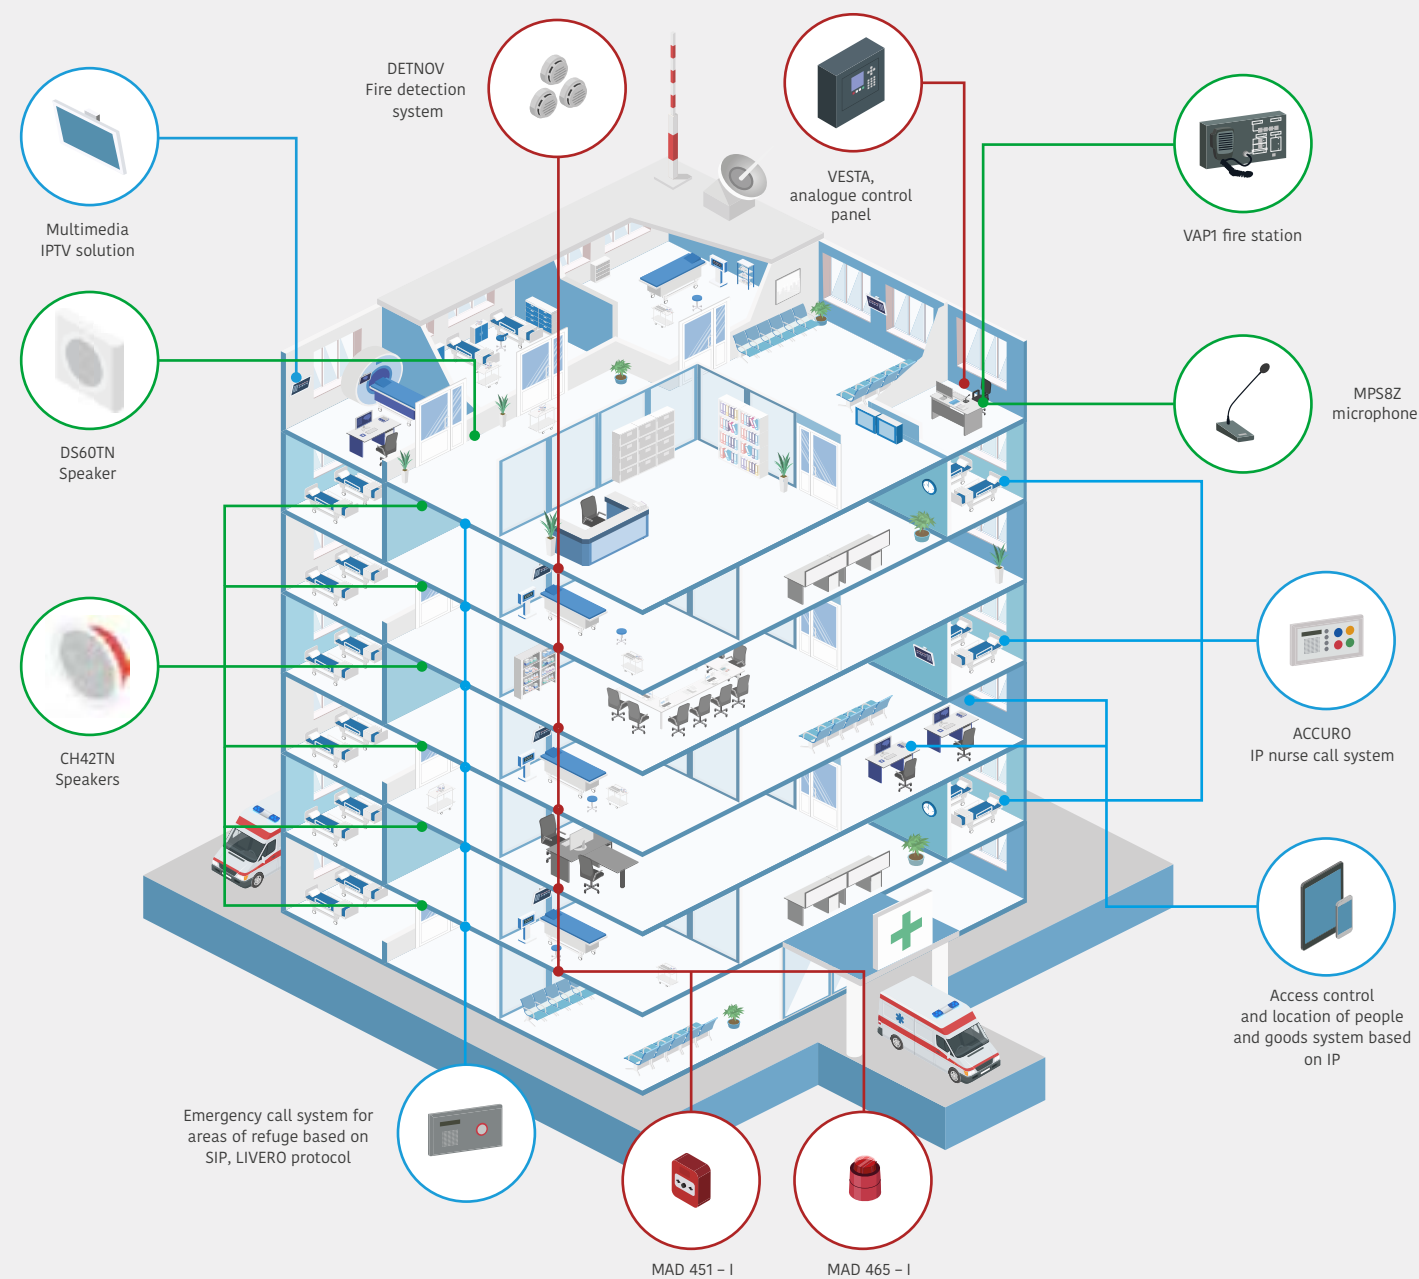 DETNOV
Fire detection
system
VESTA,
analogue control
panel
Multimedia
IPTV solution
VAP1 fire station
DS60TN
Speaker
MPS8Z
microphone
CH42TN
Speakers
ACCURO
IP nurse call system
Access control
and location of people
and goods system based
on IP
Emergency call system for
areas of refuge based on
SIP, LIVERO protocol
MAD 451 – I
MAD 465 – I